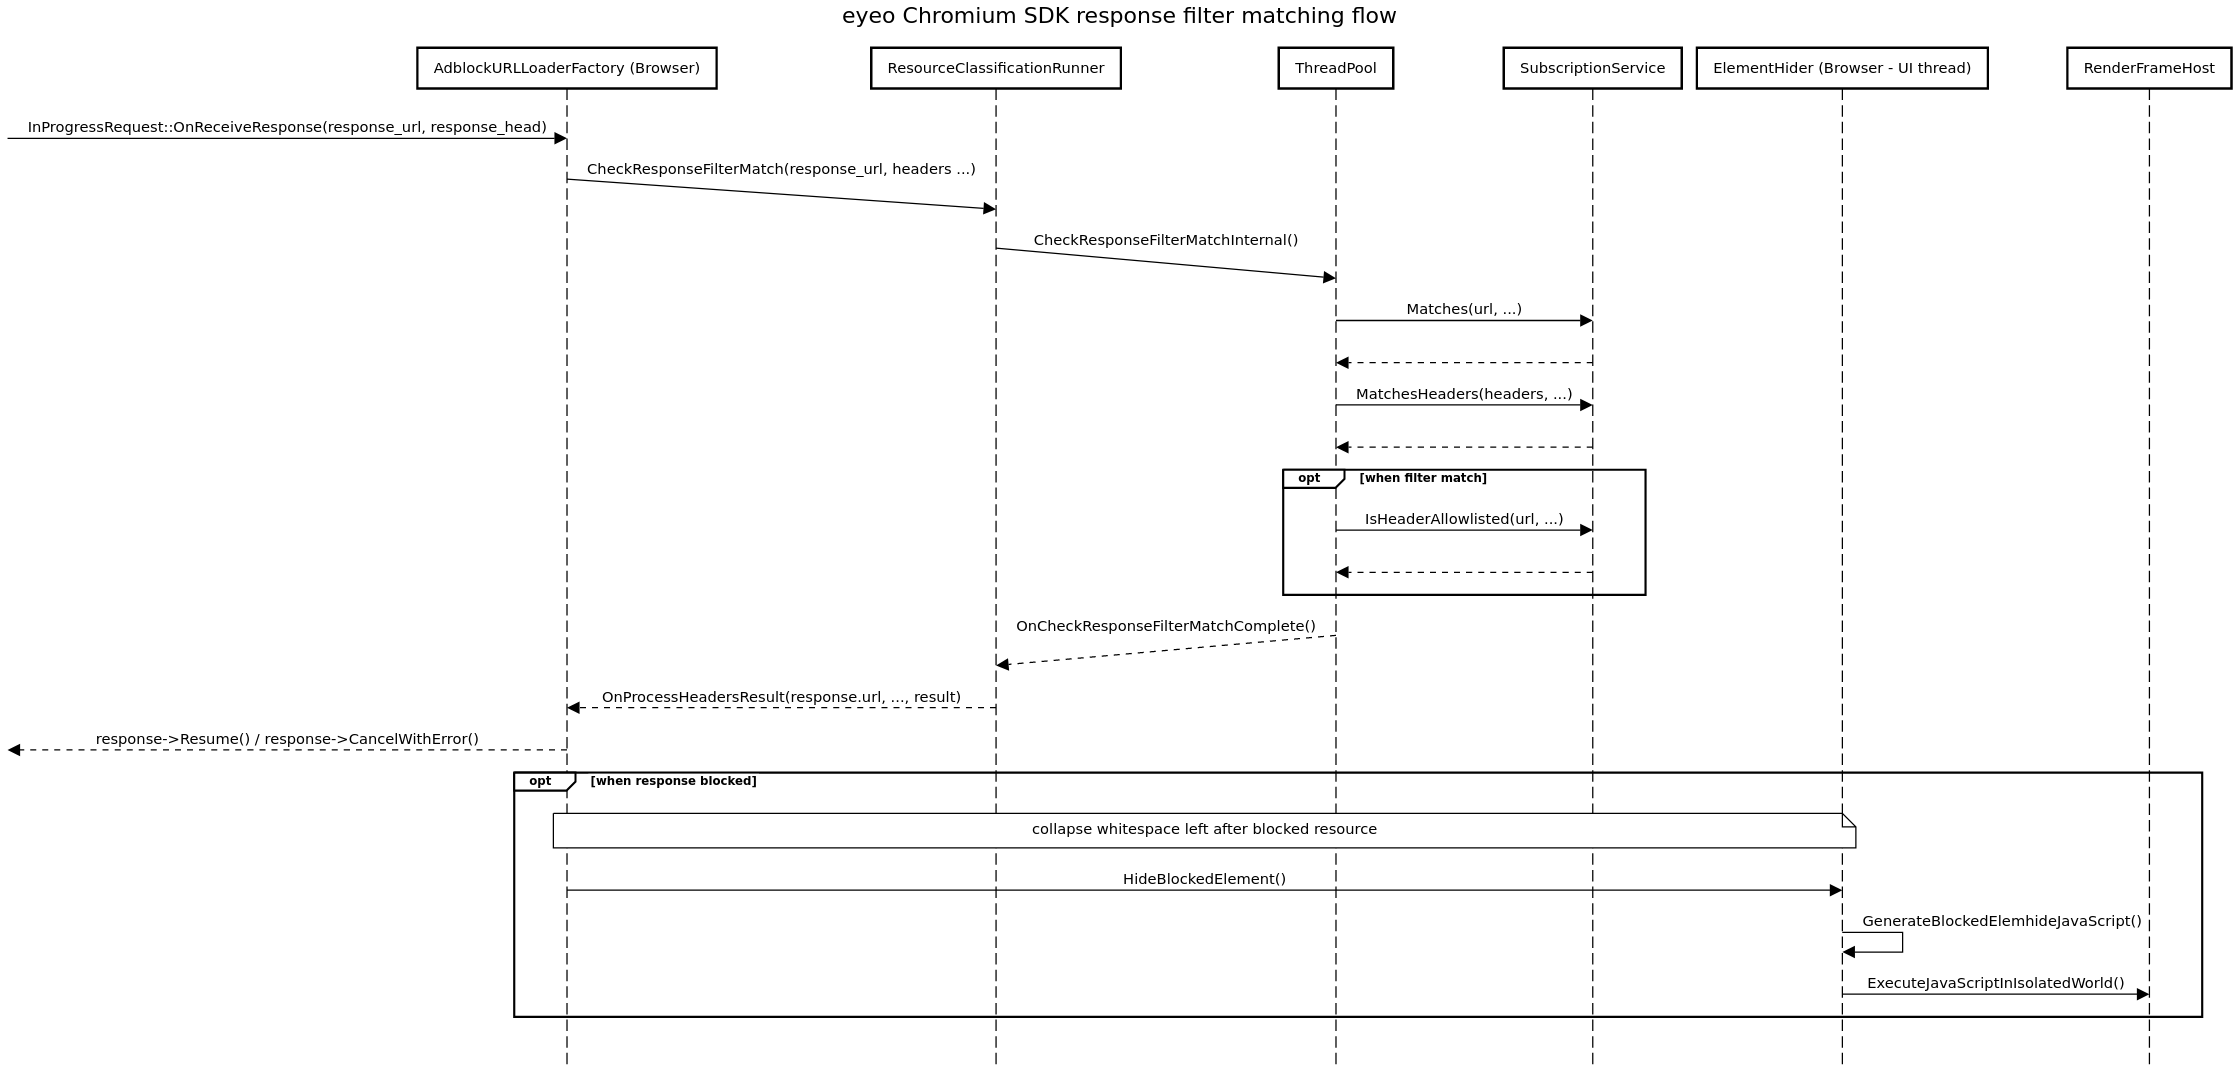 eyeo Chromium SDK response filter matching flow
AdblockURLLoaderFactory (Browser)
ResourceClassificationRunner
ThreadPool
SubscriptionService
ElementHider (Browser - UI thread)
RenderFrameHost
InProgressRequest::OnReceiveResponse(response_url, response_head)
CheckResponseFilterMatch(response_url, headers ...)
CheckResponseFilterMatchInternal()
Matches(url, ...)
MatchesHeaders(headers, ...)
opt
[when filter match]
IsHeaderAllowlisted(url, ...)
OnCheckResponseFilterMatchComplete()
OnProcessHeadersResult(response.url, ..., result)
response->Resume() / response->CancelWithError()
opt
[when response blocked]
collapse whitespace left after blocked resource
HideBlockedElement()
GenerateBlockedElemhideJavaScript()
ExecuteJavaScriptInIsolatedWorld()